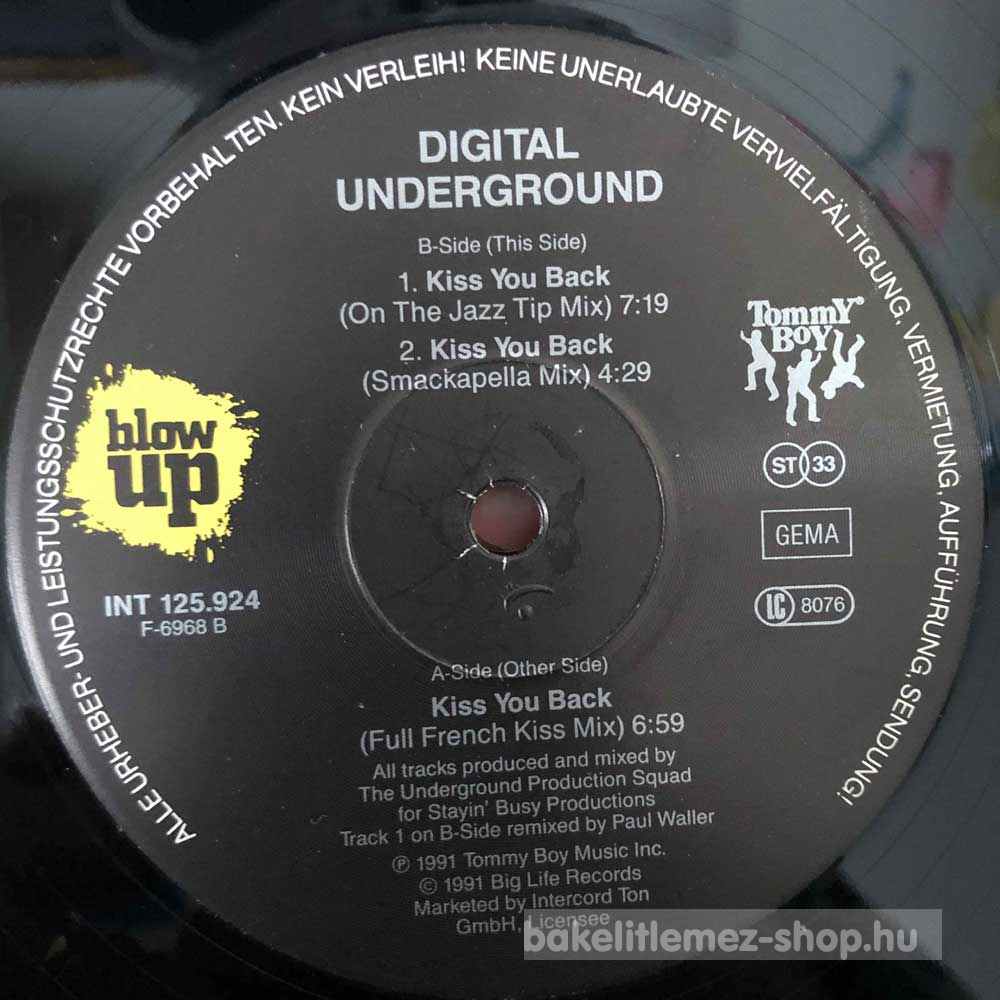 ALLE URHEBER- UND LEISTUNGSSCHUTZRECHTE VORBEHALTEN. KEIN VERLEIH! KEINE UNERLAUBTE VERVIELFÄLTIGUNG, VERMIETUNG, AUFFÜHRUNG, SENDUNG!
DIGITAL
UNDERGROUND
B-Side (This Side)
1. Kiss You Back
(On The Jazz Tip Mix) 7:19
2. Kiss You Back
(Smackapella Mix) 4:29
Tommy
Boy
blow
up
ST 33
GEMA
LC 8076
INT 125.924
F-6968 B
A-Side (Other Side)
Kiss You Back
(Full French Kiss Mix) 6:59
All tracks produced and mixed by
The Underground Production Squad
for Stayin' Busy Productions
Track 1 on B-Side remixed by Paul Waller
℗ 1991 Tommy Boy Music Inc.
© 1991 Big Life Records
Marketed by Intercord Ton
GmbH, Licensee
bakelitlemez-shop.hu